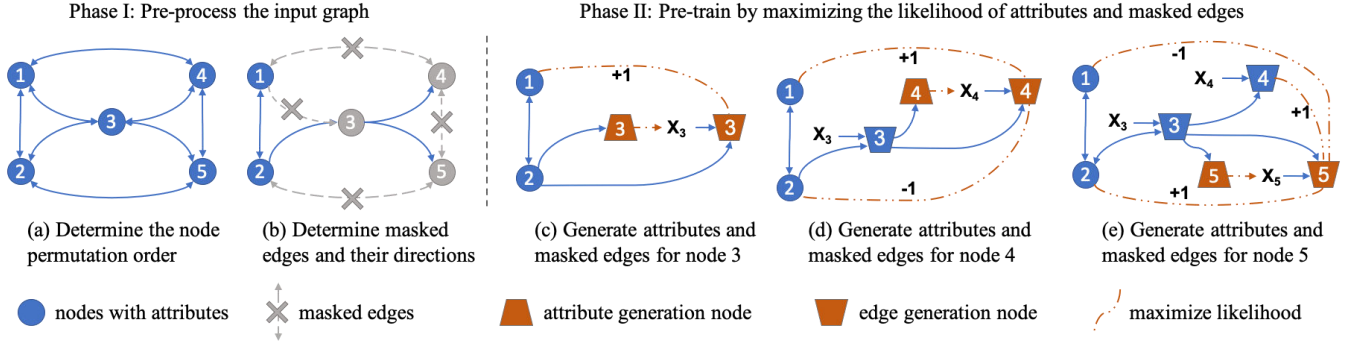 Phase I: Pre-process the input graph
Phase II: Pre-train by maximizing the likelihood of attributes and masked edges
1
4
3
2
5
1
4
3
2
5
1
+1
3
X3
3
2
1
+1
4
X4
4
X3
3
2
-1
1
-1
X4
4
+1
X3
3
2
5
X5
5
+1
(a) Determine the node
permutation order
(b) Determine masked
edges and their directions
(c) Generate attributes and
masked edges for node 3
(d) Generate attributes and
masked edges for node 4
(e) Generate attributes and
masked edges for node 5
nodes with attributes
masked edges
attribute generation node
edge generation node
maximize likelihood